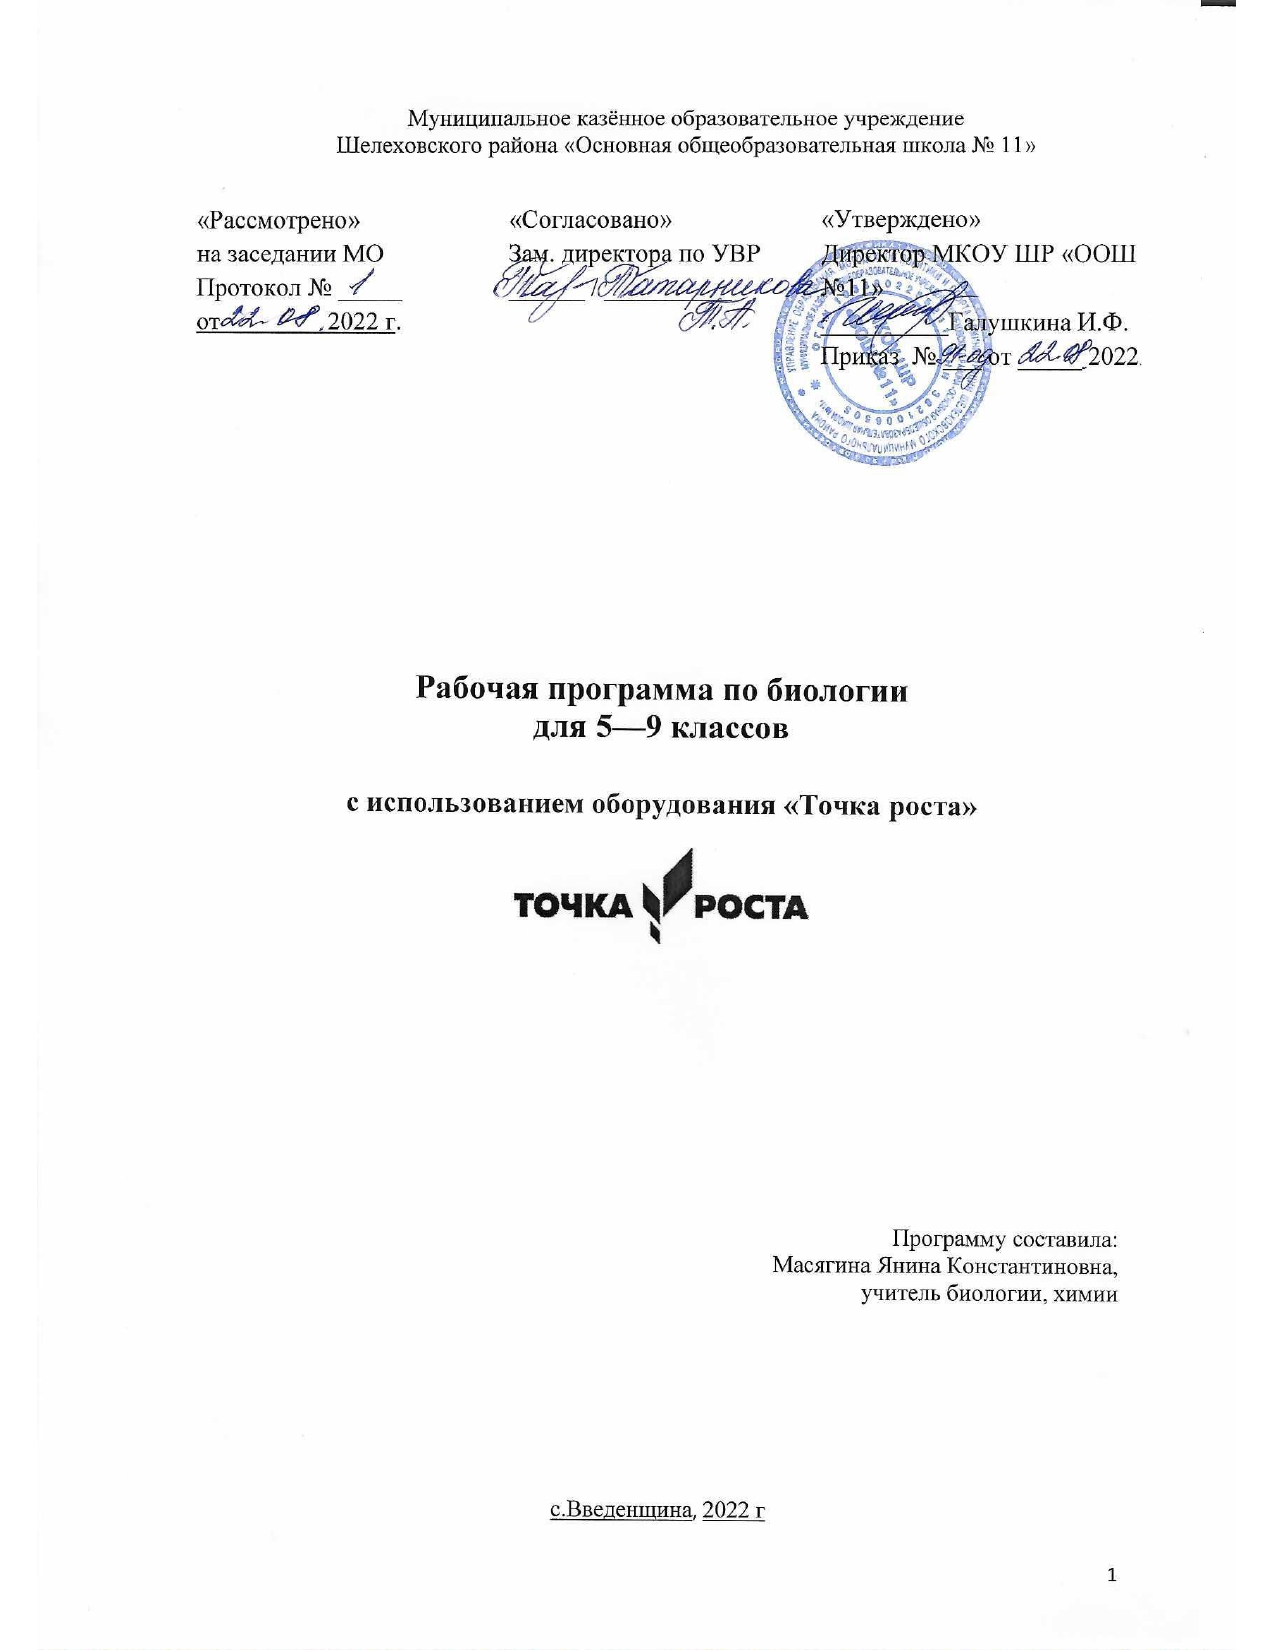 Муниципальное казённое образовательное учреждение
Шелеховского района «Основная общеобразовательная школа № 11»
«Рассмотрено»
на заседании МО
Протокол № 1
от 22. 08. 2022 г.
«Согласовано»
Зам. директора по УВР
Татарникова
Т.А.
«Утверждено»
Директор МКОУ ШР «ООШ
№11»
Галушкина И.Ф.
Приказ № от 22.08.2022.
Рабочая программа по биологии
для 5—9 классов
с использованием оборудования «Точка роста»
ТОЧКА РОСТА
Программу составила:
Масягина Янина Константиновна,
учитель биологии, химии
с.Введенщина, 2022 г
1